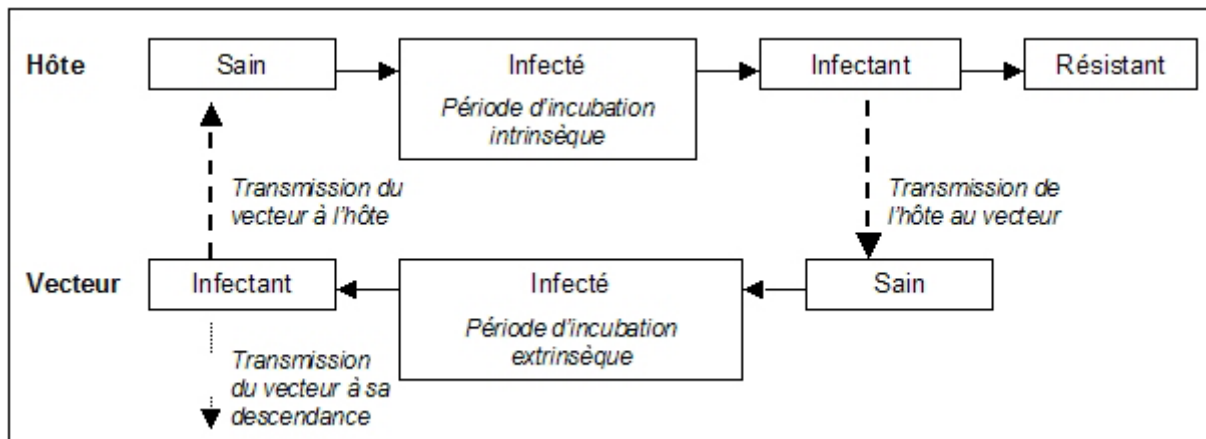 Hôte
Sain
Infecté
Période d'incubation
intrinsèque
Infectant
Résistant
Transmission du
vecteur à l'hôte
Transmission de
l'hôte au vecteur
Vecteur
Infectant
Infecté
Période d'incubation
extrinsèque
Sain
Transmission
du vecteur à sa
descendance